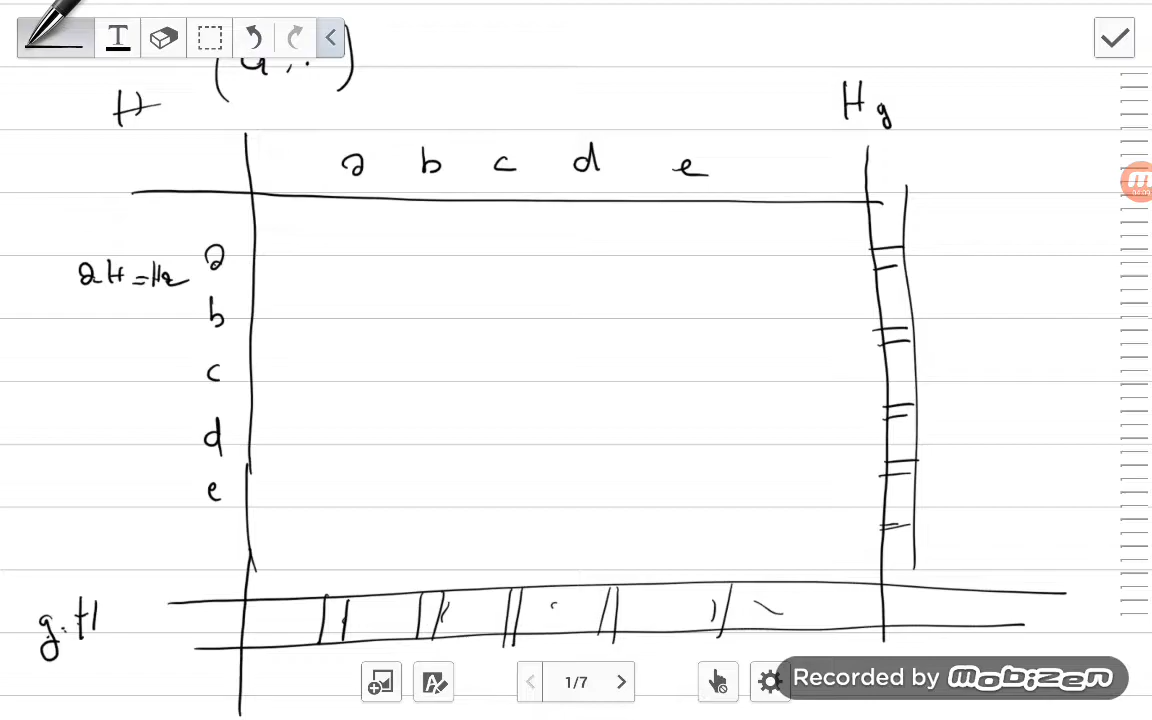 (G, .)
H
Hg
a b c d e
a
aH = Ha
b
c
d
e
g.H
T
1/7
Recorded by mobizen